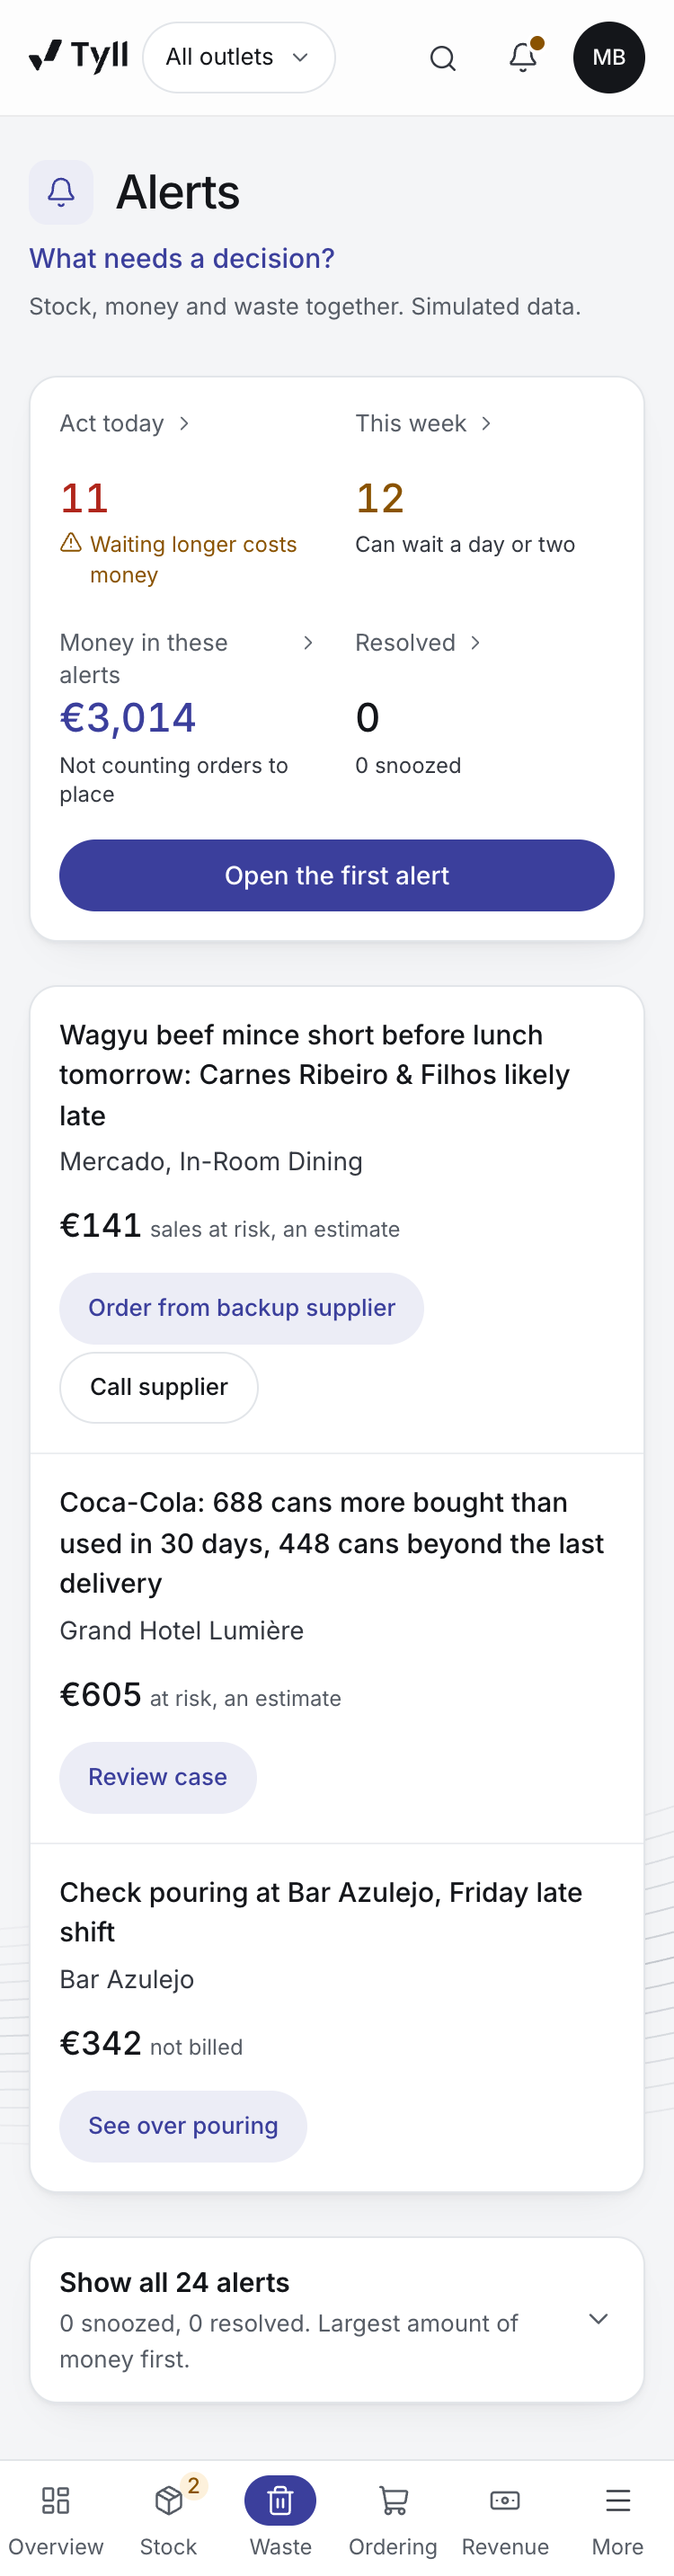 Tyll
All outlets
MB
Alerts
What needs a decision?
Stock, money and waste together. Simulated data.
Act today
This week
11
12
Waiting longer costs
money
Can wait a day or two
Money in these
alerts
Resolved
€3,014
0
Not counting orders to
place
0 snoozed
Open the first alert
Wagyu beef mince short before lunch
tomorrow: Carnes Ribeiro & Filhos likely
late
Mercado, In-Room Dining
€141 sales at risk, an estimate
Order from backup supplier
Call supplier
Coca-Cola: 688 cans more bought than
used in 30 days, 448 cans beyond the last
delivery
Grand Hotel Lumière
€605 at risk, an estimate
Review case
Check pouring at Bar Azulejo, Friday late
shift
Bar Azulejo
€342 not billed
See over pouring
Show all 24 alerts
0 snoozed, 0 resolved. Largest amount of
money first.
2
Overview
Stock
Waste
Ordering
Revenue
More